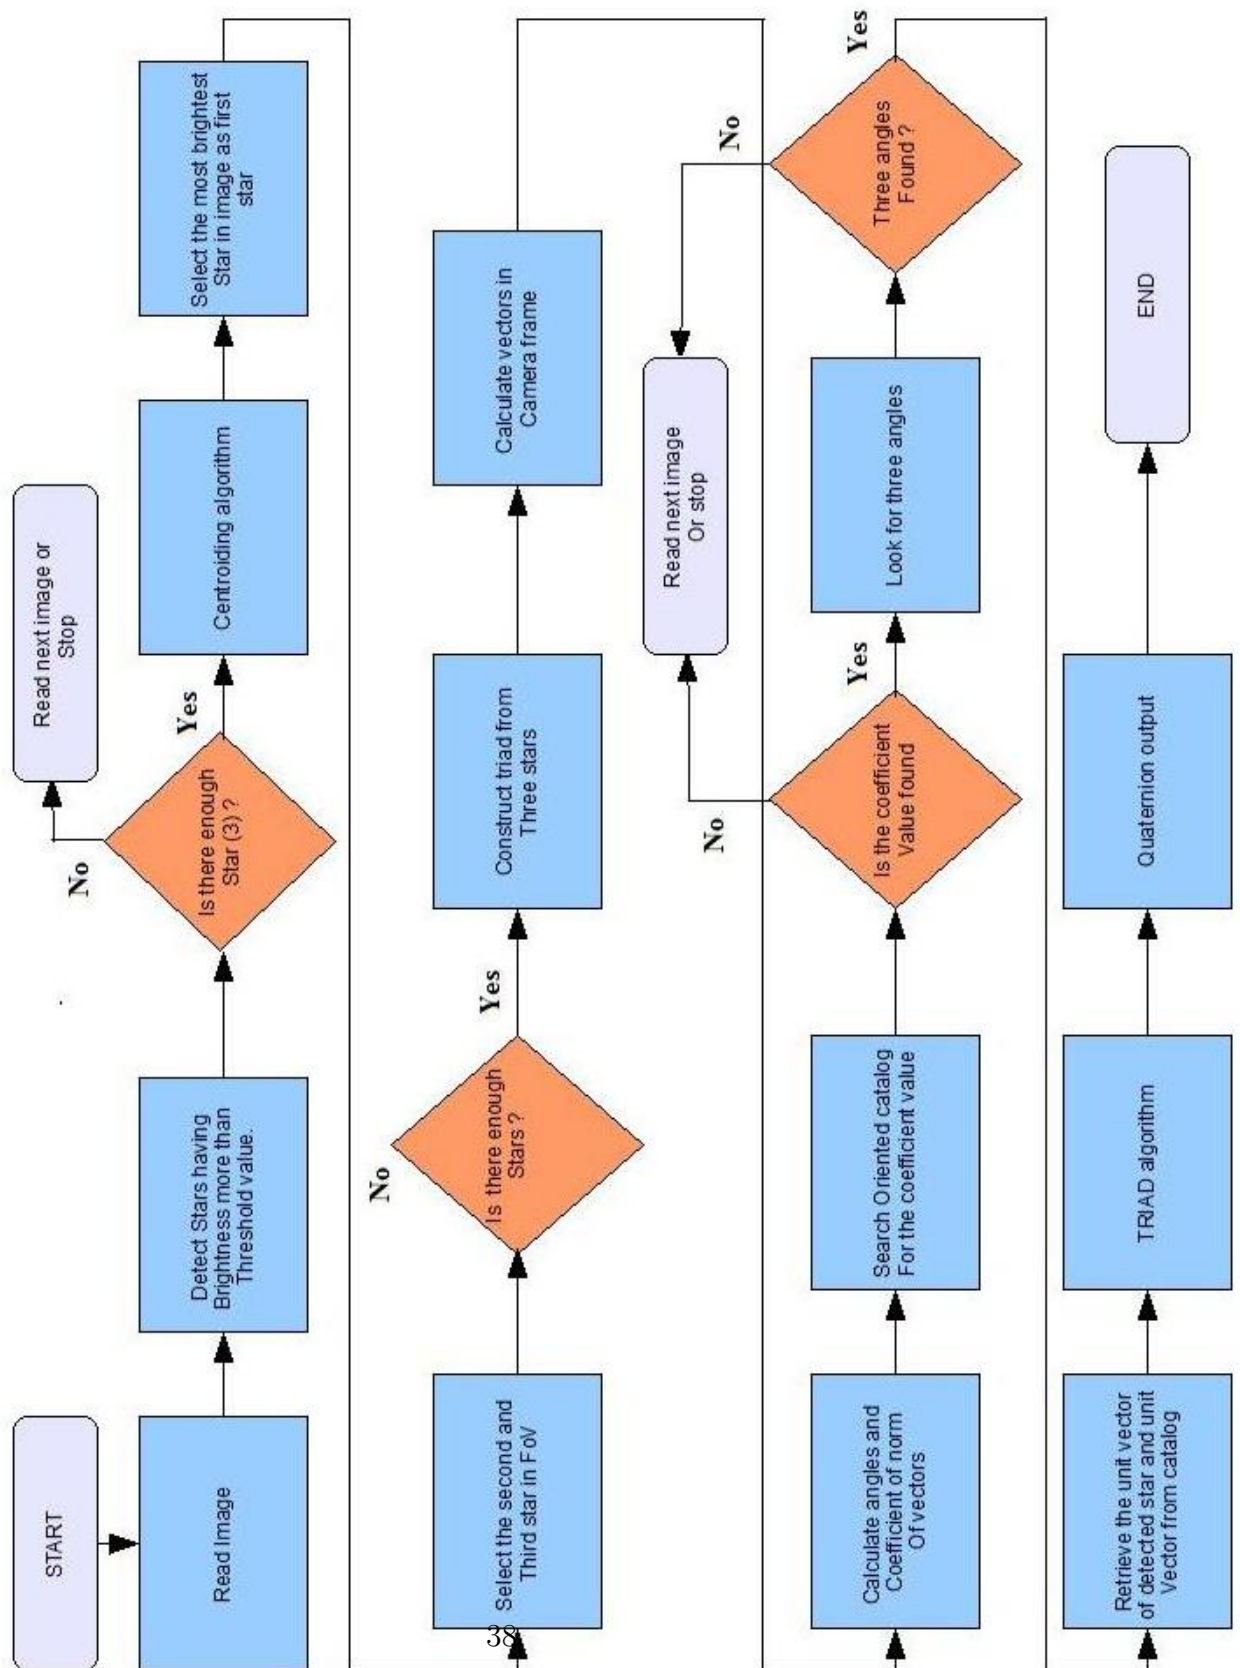 START
Read Image
Detect Stars having
Brightness more than
Threshold value.
Is there enough
Star (3) ?
No
Read next image or
Stop
Yes
Centroiding algorithm
Select the most brightest
Star in image as first
star
Select the second and
Third star in FoV
Is there enough
Stars ?
No
Yes
Construct triad from
Three stars
Calculate vectors in
Camera frame
Calculate angles and
Coefficient of norm
Of vectors
Search Oriented catalog
For the coefficient value
Is the coefficient
Value found
No
Read next image
Or stop
Yes
Look for three angles
Three angles
Found ?
No
Yes
Retrieve the unit vector
of detected star and unit
Vector from catalog
TRIAD algorithm
Quaternion output
END
38